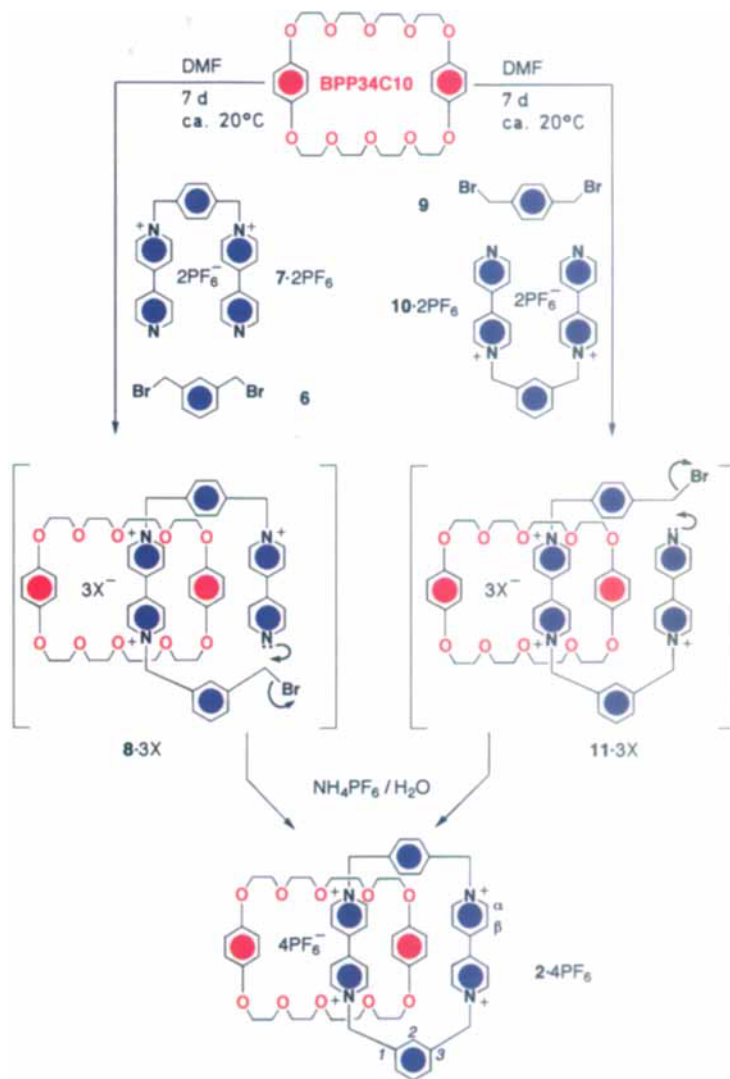 O O O O O
DMF
7 d
ca. 20°C
BPP34C10
DMF
7 d
ca. 20°C
O O O O O
Br Br
9
+N N+
2PF6−
7·2PF6
N N
N N
10·2PF6
2PF6−
+N N+
Br Br
6
Br
O O O O O O O O O O
+N N+
3X−
+N N:
Br
8·3X
O O O O O O O O O O
+N N:
3X−
+N N+
11·3X
NH4PF6 / H2O
O O O O O O O O O O
+N N+
α
β
4PF6−
2·4PF6
+N N+
1 2 3